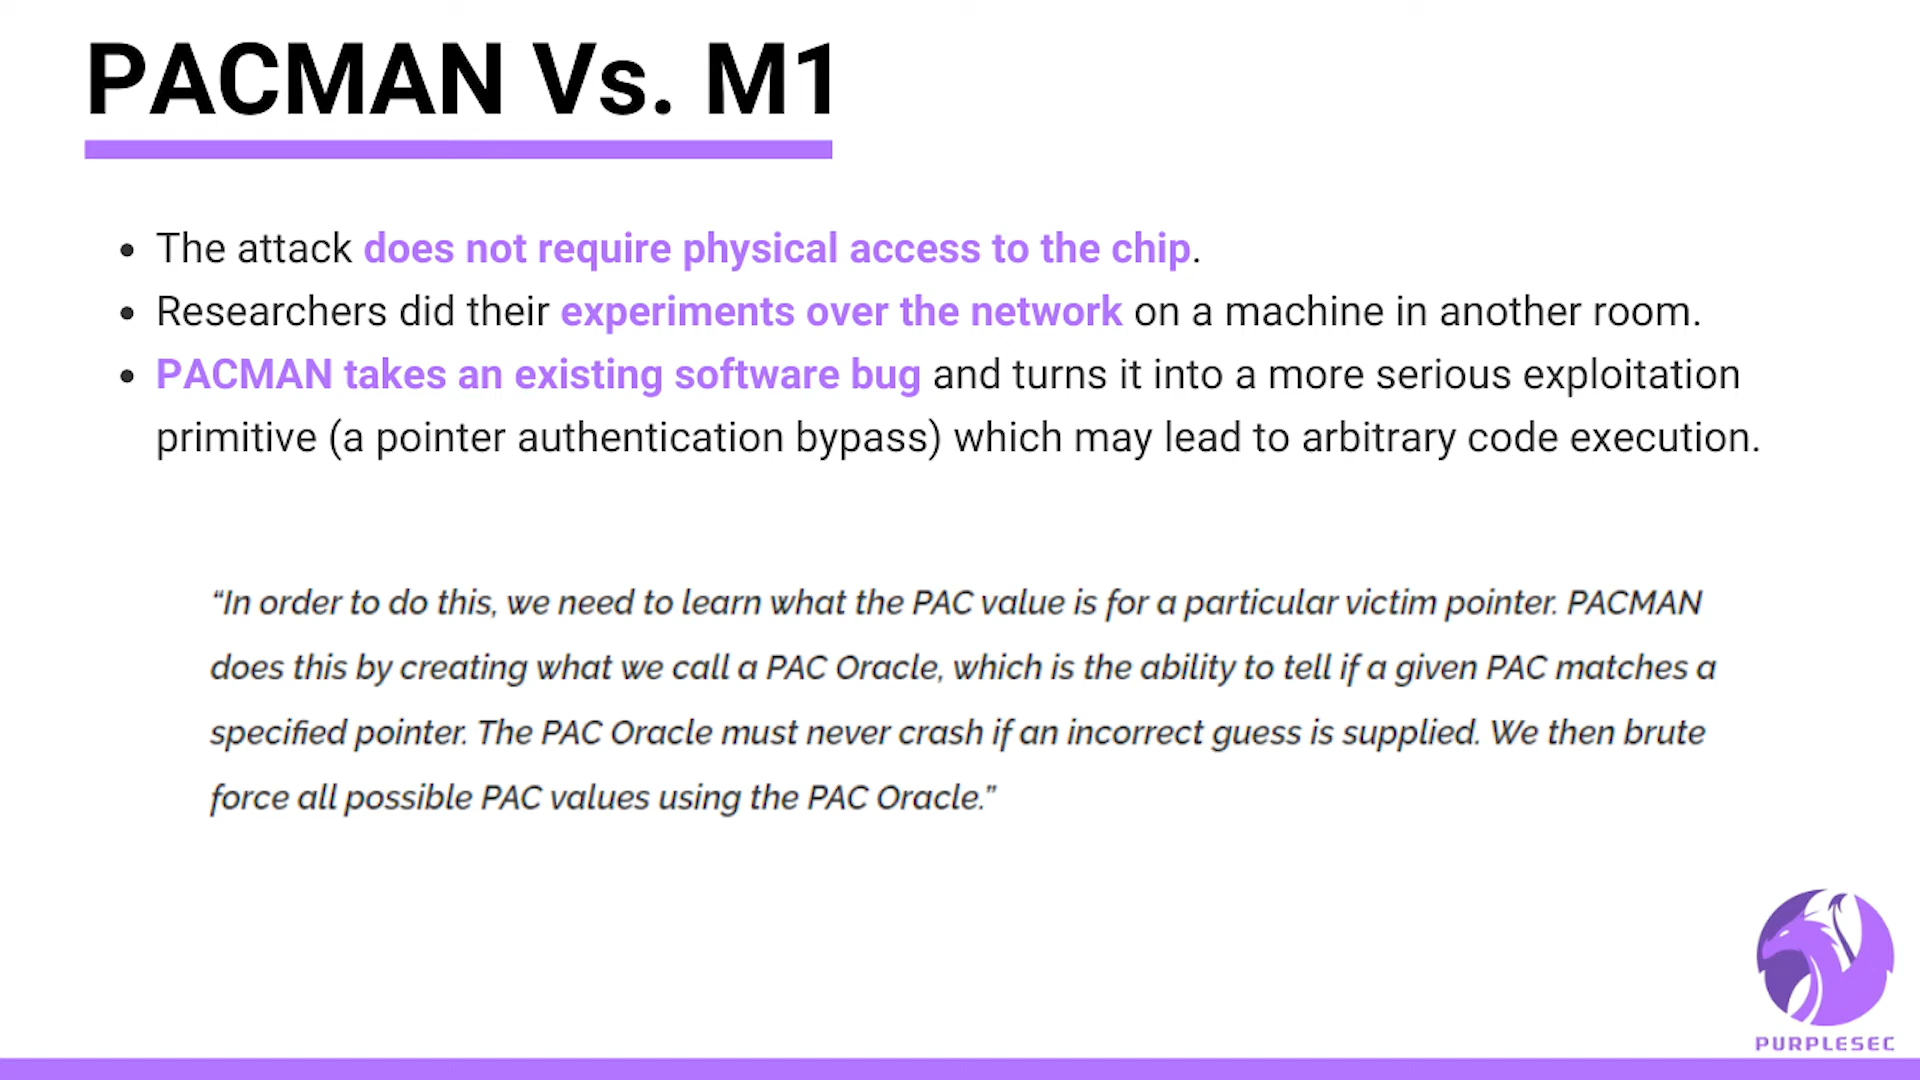 PACMAN Vs. M1
• The attack does not require physical access to the chip.
• Researchers did their experiments over the network on a machine in another room.
• PACMAN takes an existing software bug and turns it into a more serious exploitation
primitive (a pointer authentication bypass) which may lead to arbitrary code execution.
“In order to do this, we need to learn what the PAC value is for a particular victim pointer. PACMAN
does this by creating what we call a PAC Oracle, which is the ability to tell if a given PAC matches a
specified pointer. The PAC Oracle must never crash if an incorrect guess is supplied. We then brute
force all possible PAC values using the PAC Oracle.”
PURPLESEC